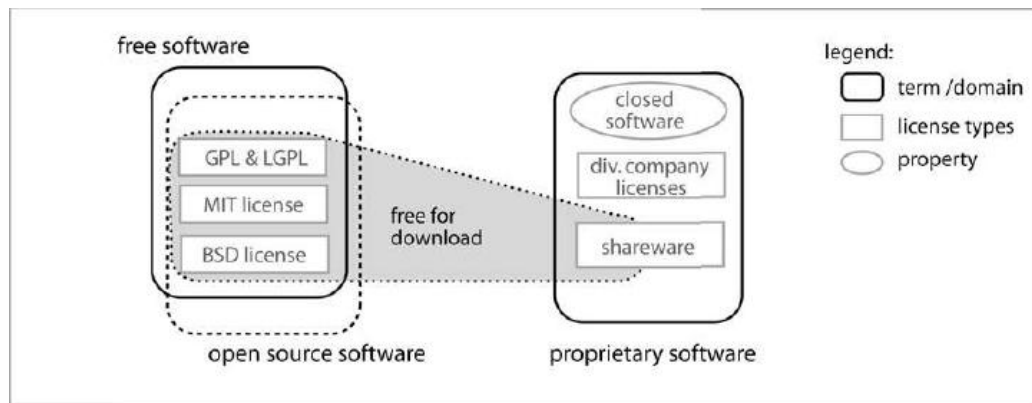 free software
GPL & LGPL
MIT license
BSD license
free for
download
open source software
closed
software
div. company
licenses
shareware
proprietary software
legend:
term /domain
license types
property